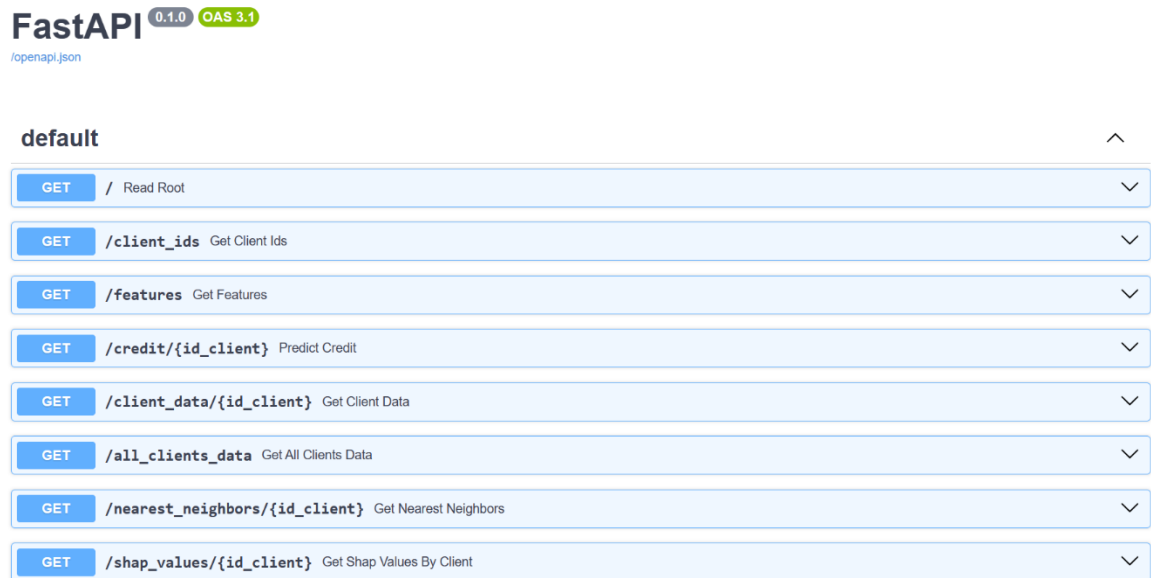 FastAPI 0.1.0 OAS 3.1
/openapi.json
default
GET / Read Root
GET /client_ids Get Client Ids
GET /features Get Features
GET /credit/{id_client} Predict Credit
GET /client_data/{id_client} Get Client Data
GET /all_clients_data Get All Clients Data
GET /nearest_neighbors/{id_client} Get Nearest Neighbors
GET /shap_values/{id_client} Get Shap Values By Client